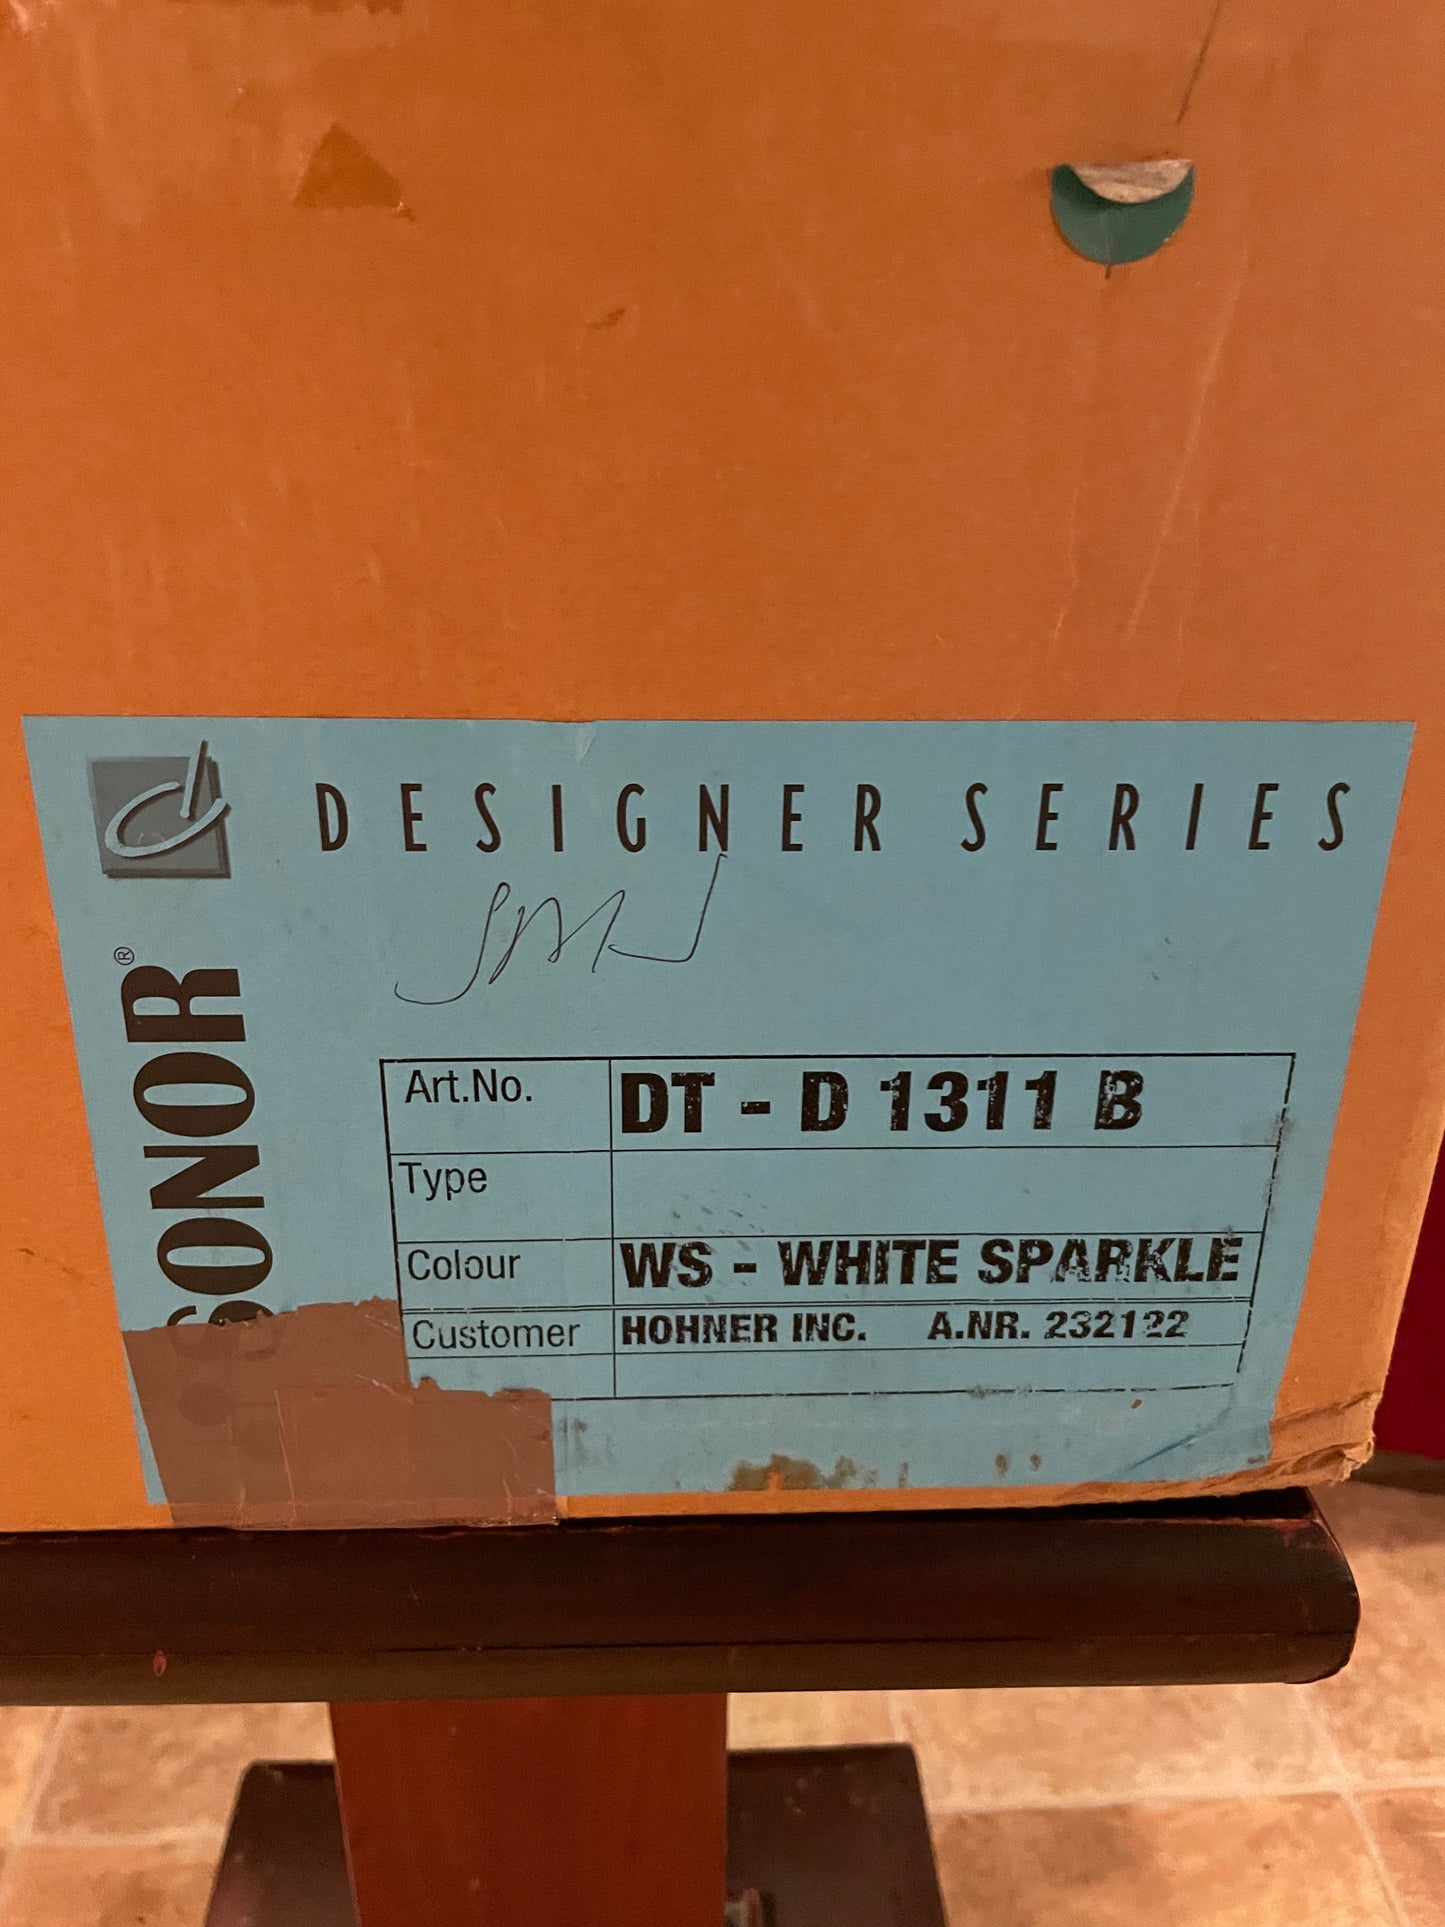 DESIGNER SERIES
SONOR®
Art.No. DT - D 1311 B
Type
Colour WS - WHITE SPARKLE
Customer HOHNER INC. A.NR. 232122